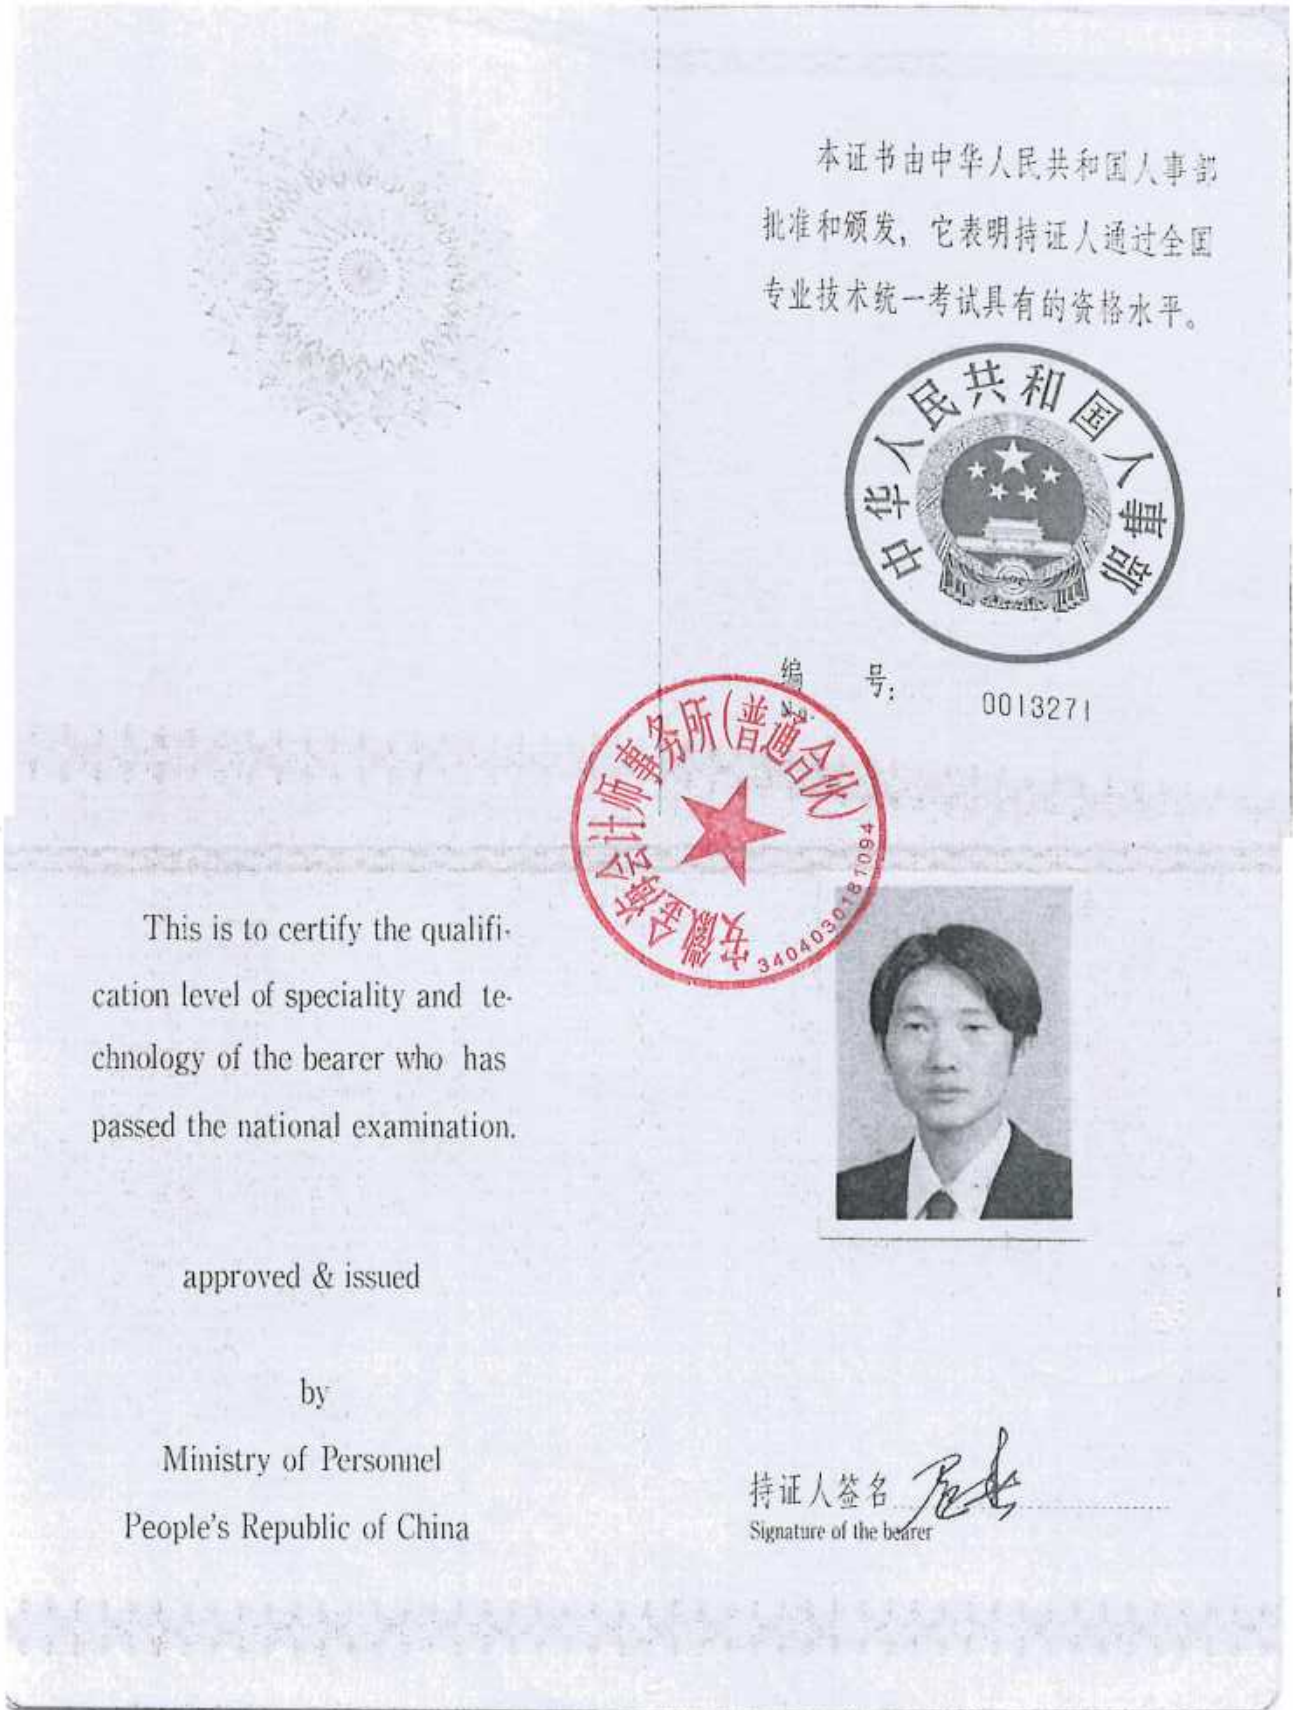 本证书由中华人民共和国人事部
批准和颁发，它表明持证人通过全国
专业技术统一考试具有的资格水平。
中华人民共和国人事部
编 号：
0013271
安徽金海会计师事务所(普通合伙)
3404030181094
This is to certify the qualifi-
cation level of speciality and te-
chnology of the bearer who has
passed the national examination.
approved & issued
by
Ministry of Personnel
People's Republic of China
持证人签名
Signature of the bearer